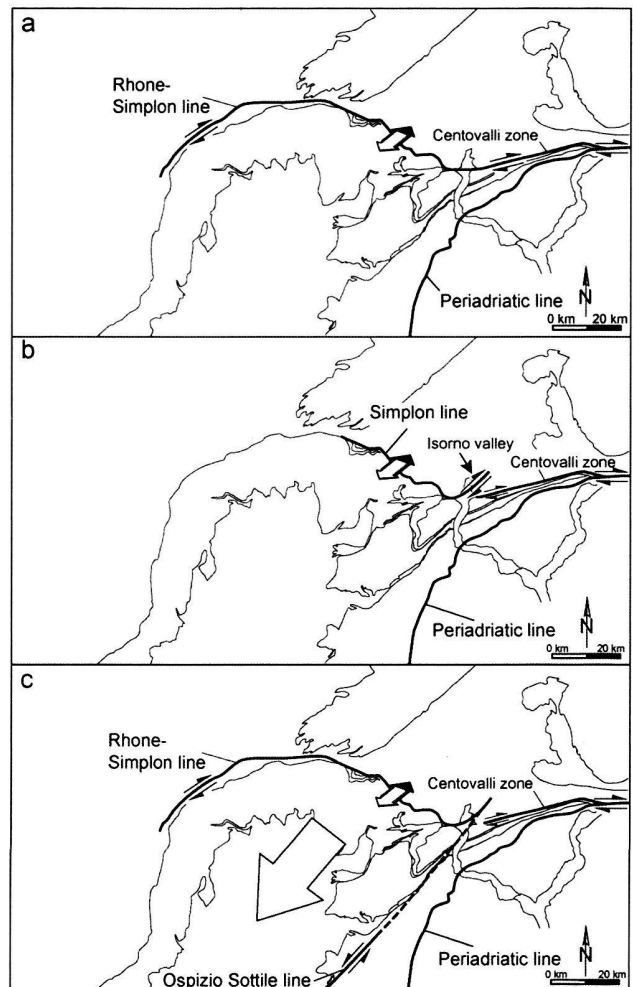 a
Rhone-
Simplon line
Centovalli zone
Periadriatic line
N
0 km 20 km
b
Simplon line
Isorno valley
Centovalli zone
Periadriatic line
N
0 km 20 km
c
Rhone-
Simplon line
Centovalli zone
Periadriatic line
Ospizio Sottile line
N
0 km 20 km